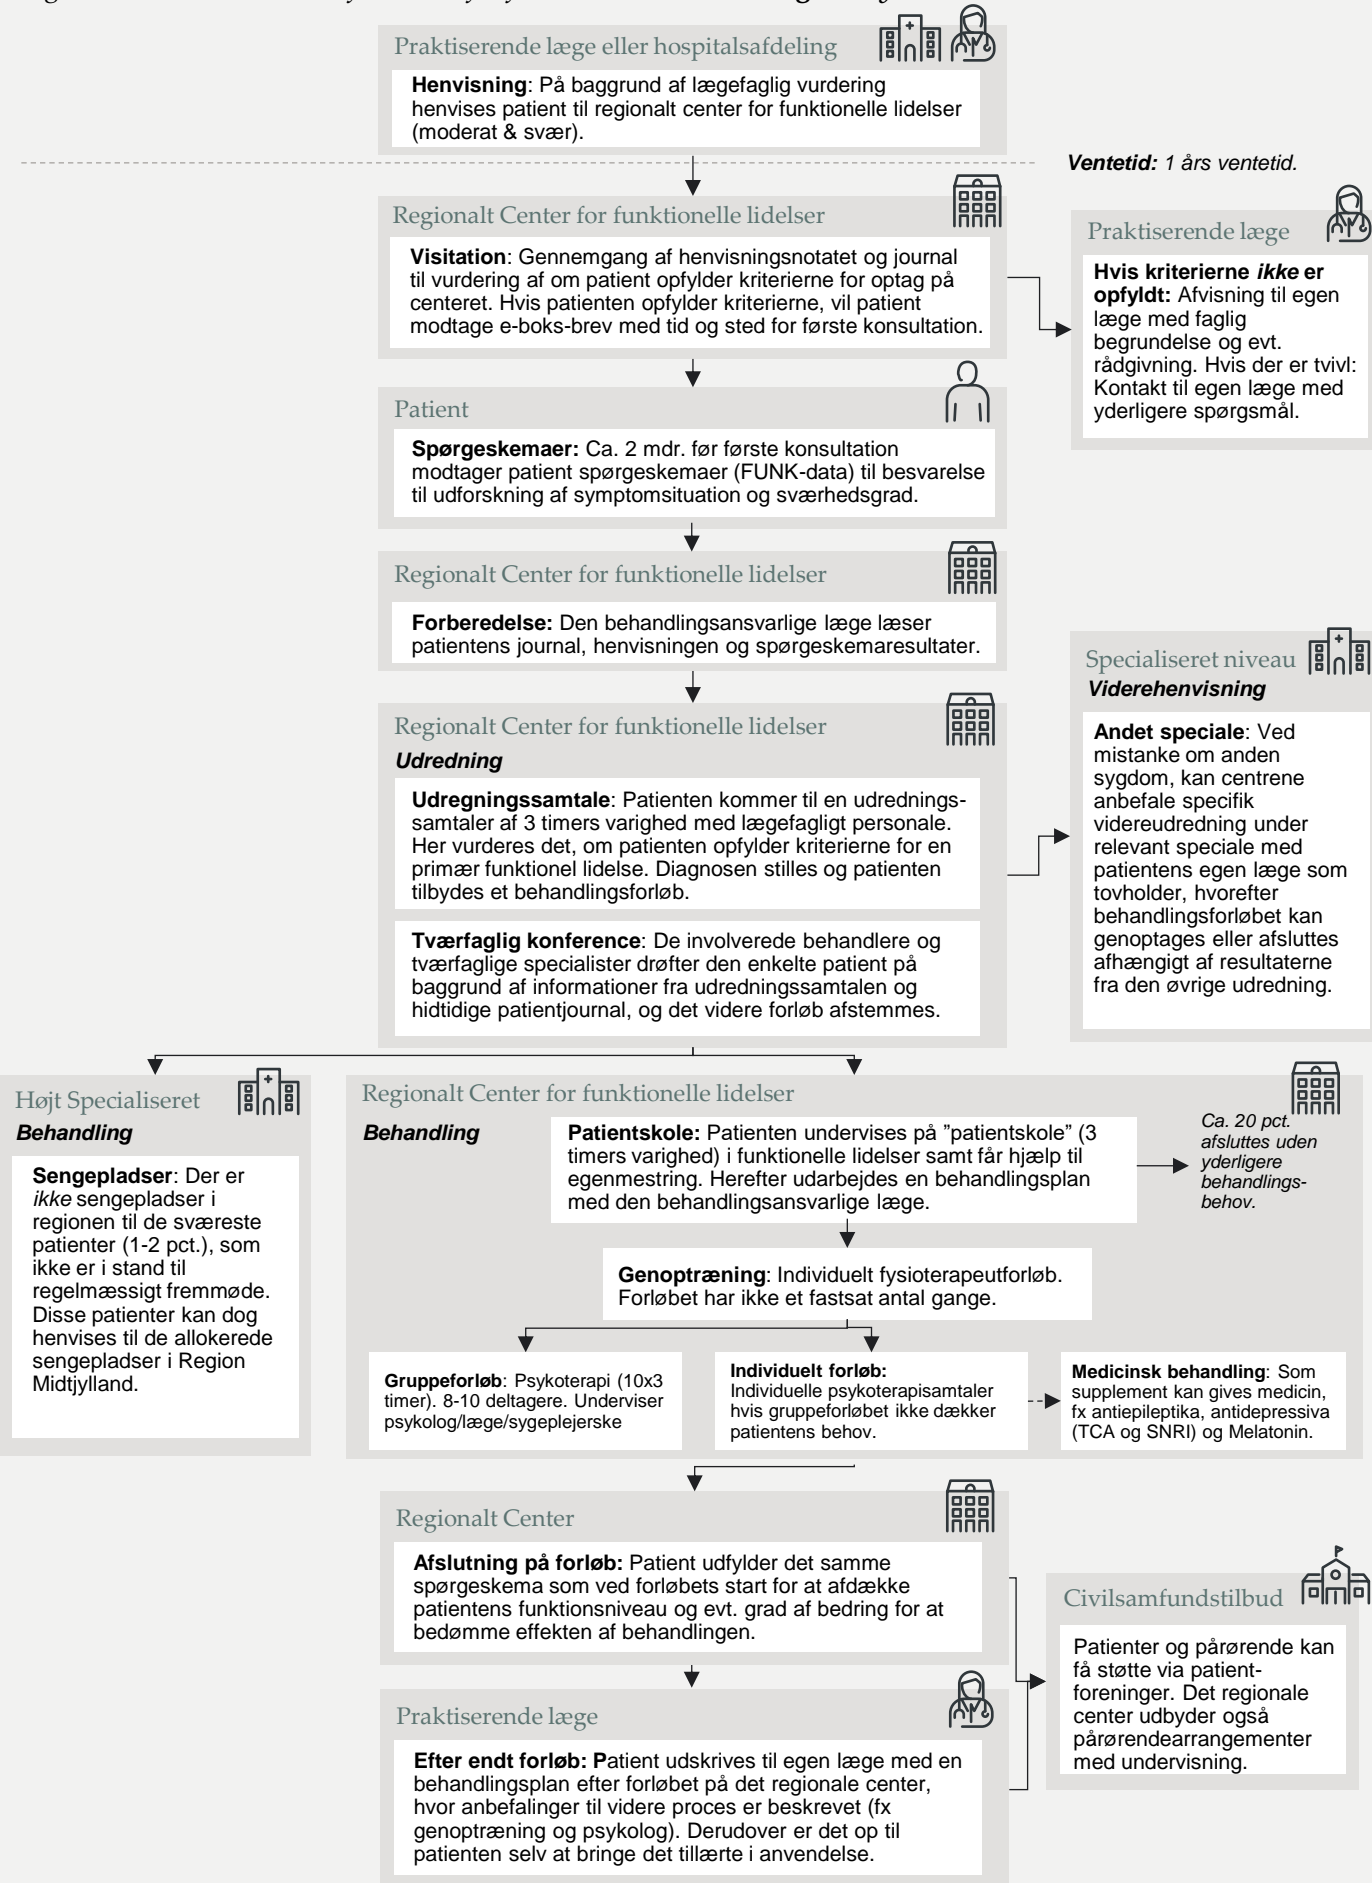 Praktiserende læge eller hospitalsafdeling
Henvisning: På baggrund af lægefaglig vurdering
henvises patient til regionalt center for funktionelle lidelser
(moderat & svær).
Ventetid: 1 års ventetid.
Regionalt Center for funktionelle lidelser
Visitation: Gennemgang af henvisningsnotatet og journal
til vurdering af om patient opfylder kriterierne for optag på
centeret. Hvis patienten opfylder kriterierne, vil patient
modtage e-boks-brev med tid og sted for første konsultation.
Praktiserende læge
Hvis kriterierne ikke er
opfyldt: Afvisning til egen
læge med faglig
begrundelse og evt.
rådgivning. Hvis der er tvivl:
Kontakt til egen læge med
yderligere spørgsmål.
Patient
Spørgeskemaer: Ca. 2 mdr. før første konsultation
modtager patient spørgeskemaer (FUNK-data) til besvarelse
til udforskning af symptomsituation og sværhedsgrad.
Regionalt Center for funktionelle lidelser
Forberedelse: Den behandlingsansvarlige læge læser
patientens journal, henvisningen og spørgeskemaresultater.
Regionalt Center for funktionelle lidelser
Udredning
Udregningssamtale: Patienten kommer til en udrednings-
samtaler af 3 timers varighed med lægefagligt personale.
Her vurderes det, om patienten opfylder kriterierne for en
primær funktionel lidelse. Diagnosen stilles og patienten
tilbydes et behandlingsforløb.
Tværfaglig konference: De involverede behandlere og
tværfaglige specialister drøfter den enkelte patient på
baggrund af informationer fra udredningssamtalen og
hidtidige patientjournal, og det videre forløb afstemmes.
Specialiseret niveau
Viderehenvisning
Andet speciale: Ved
mistanke om anden
sygdom, kan centrene
anbefale specifik
videreudredning under
relevant speciale med
patientens egen læge som
tovholder, hvorefter
behandlingsforløbet kan
genoptages eller afsluttes
afhængigt af resultaterne
fra den øvrige udredning.
Højt Specialiseret
Behandling
Sengepladser: Der er
ikke sengepladser i
regionen til de sværeste
patienter (1-2 pct.), som
ikke er i stand til
regelmæssigt fremmøde.
Disse patienter kan dog
henvises til de allokerede
sengepladser i Region
Midtjylland.
Regionalt Center for funktionelle lidelser
Behandling
Patientskole: Patienten undervises på ”patientskole” (3
timers varighed) i funktionelle lidelser samt får hjælp til
egenmestring. Herefter udarbejdes en behandlingsplan
med den behandlingsansvarlige læge.
Ca. 20 pct.
afsluttes uden
yderligere
behandlings-
behov.
Genoptræning: Individuelt fysioterapeutforløb.
Forløbet har ikke et fastsat antal gange.
Gruppeforløb: Psykoterapi (10x3
timer). 8-10 deltagere. Underviser
psykolog/læge/sygeplejerske
Individuelt forløb:
Individuelle psykoterapisamtaler
hvis gruppeforløbet ikke dækker
patientens behov.
Medicinsk behandling: Som
supplement kan gives medicin,
fx antiepileptika, antidepressiva
(TCA og SNRI) og Melatonin.
Regionalt Center
Afslutning på forløb: Patient udfylder det samme
spørgeskema som ved forløbets start for at afdække
patientens funktionsniveau og evt. grad af bedring for at
bedømme effekten af behandlingen.
Civilsamfundstilbud
Patienter og pårørende kan
få støtte via patient-
foreninger. Det regionale
center udbyder også
pårørendearrangementer
med undervisning.
Praktiserende læge
Efter endt forløb: Patient udskrives til egen læge med en
behandlingsplan efter forløbet på det regionale center,
hvor anbefalinger til videre proces er beskrevet (fx
genoptræning og psykolog). Derudover er det op til
patienten selv at bringe det tillærte i anvendelse.